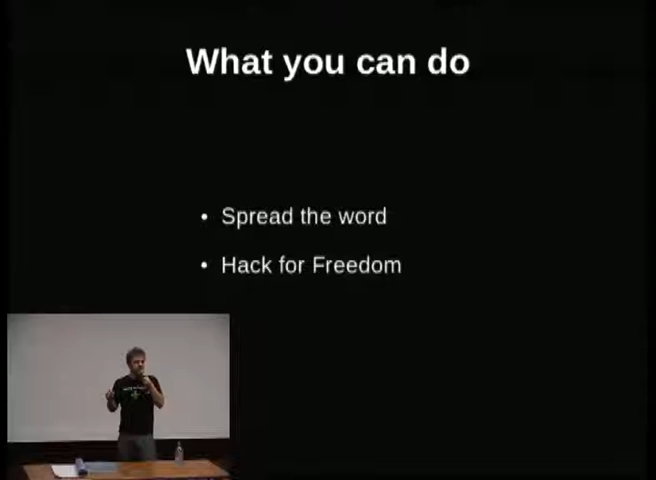 What you can do
• Spread the word
• Hack for Freedom